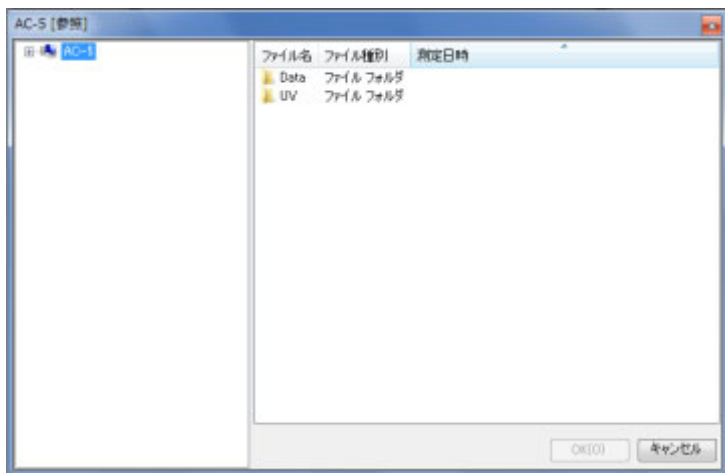 AC-5 [参照]
AC-5
ファイル名 ファイル種別 測定日時
Data ファイル フォルダ
UV ファイル フォルダ
OK(O) キャンセル